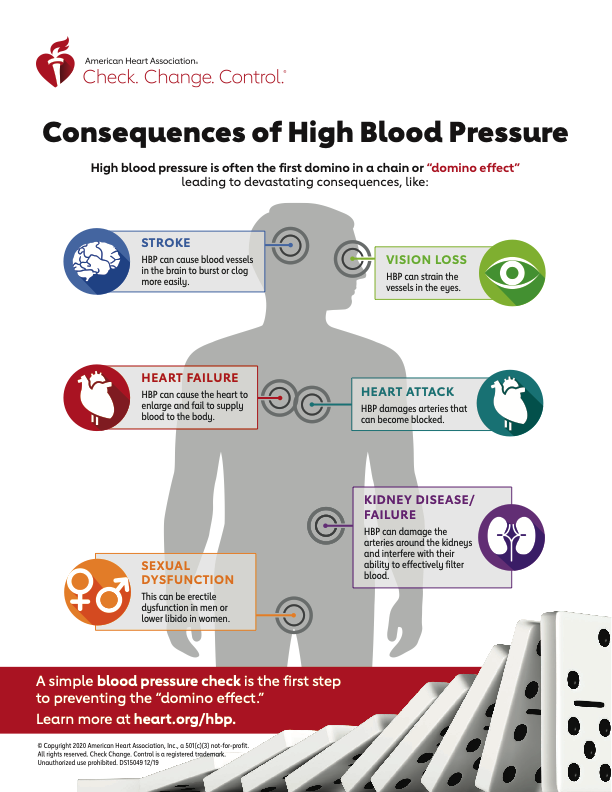 American Heart Association®
Check. Change. Control.®
Consequences of High Blood Pressure
High blood pressure is often the first domino in a chain or “domino effect”
leading to devastating consequences, like:
STROKE
HBP can cause blood vessels
in the brain to burst or clog
more easily.
VISION LOSS
HBP can strain the
vessels in the eyes.
HEART FAILURE
HBP can cause the heart to
enlarge and fail to supply
blood to the body.
HEART ATTACK
HBP damages arteries that
can become blocked.
KIDNEY DISEASE/
FAILURE
HBP can damage the
arteries around the kidneys
and interfere with their
ability to effectively filter
blood.
SEXUAL
DYSFUNCTION
This can be erectile
dysfunction in men or
lower libido in women.
A simple blood pressure check is the first step
to preventing the “domino effect.”
Learn more at heart.org/hbp.
© Copyright 2020 American Heart Association, Inc., a 501(c)(3) not-for-profit.
All rights reserved. Check Change. Control is a registered trademark.
Unauthorized use prohibited. DS15049 12/19